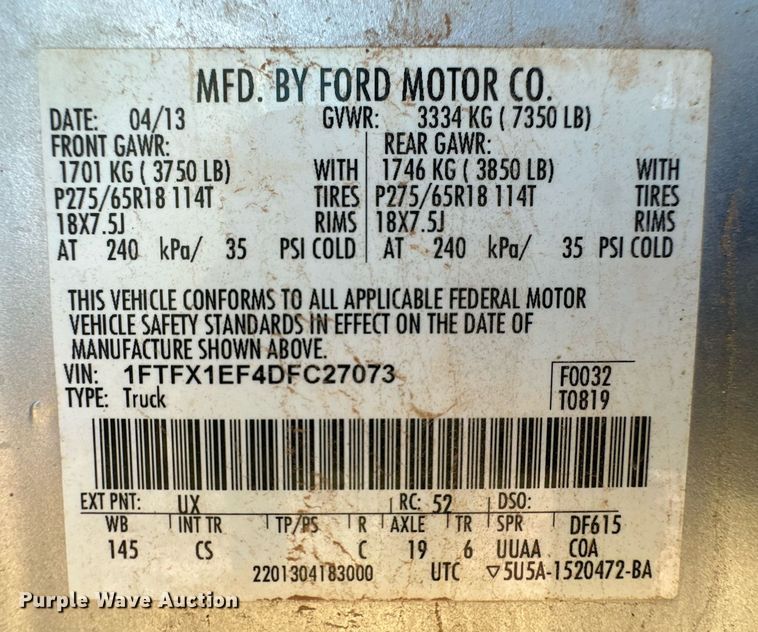 MFD. BY FORD MOTOR CO.
DATE: 04/13 GVWR: 3334 KG ( 7350 LB)
FRONT GAWR: REAR GAWR:
1701 KG ( 3750 LB) WITH 1746 KG ( 3850 LB) WITH
P275/65R18 114T TIRES P275/65R18 114T TIRES
18X7.5J RIMS 18X7.5J RIMS
AT 240 kPa/ 35 PSI COLD AT 240 kPa/ 35 PSI COLD
THIS VEHICLE CONFORMS TO ALL APPLICABLE FEDERAL MOTOR
VEHICLE SAFETY STANDARDS IN EFFECT ON THE DATE OF
MANUFACTURE SHOWN ABOVE.
VIN: 1FTFX1EF4DFC27073 F0032
TYPE: Truck T0819
EXT PNT: UX RC: 52 DSO:
WB INT TR TP/PS R AXLE TR SPR DF615
145 CS C 19 6 UUAA COA
2201304183000 UTC ▽5U5A-1520472-BA
Purple Wave Auction